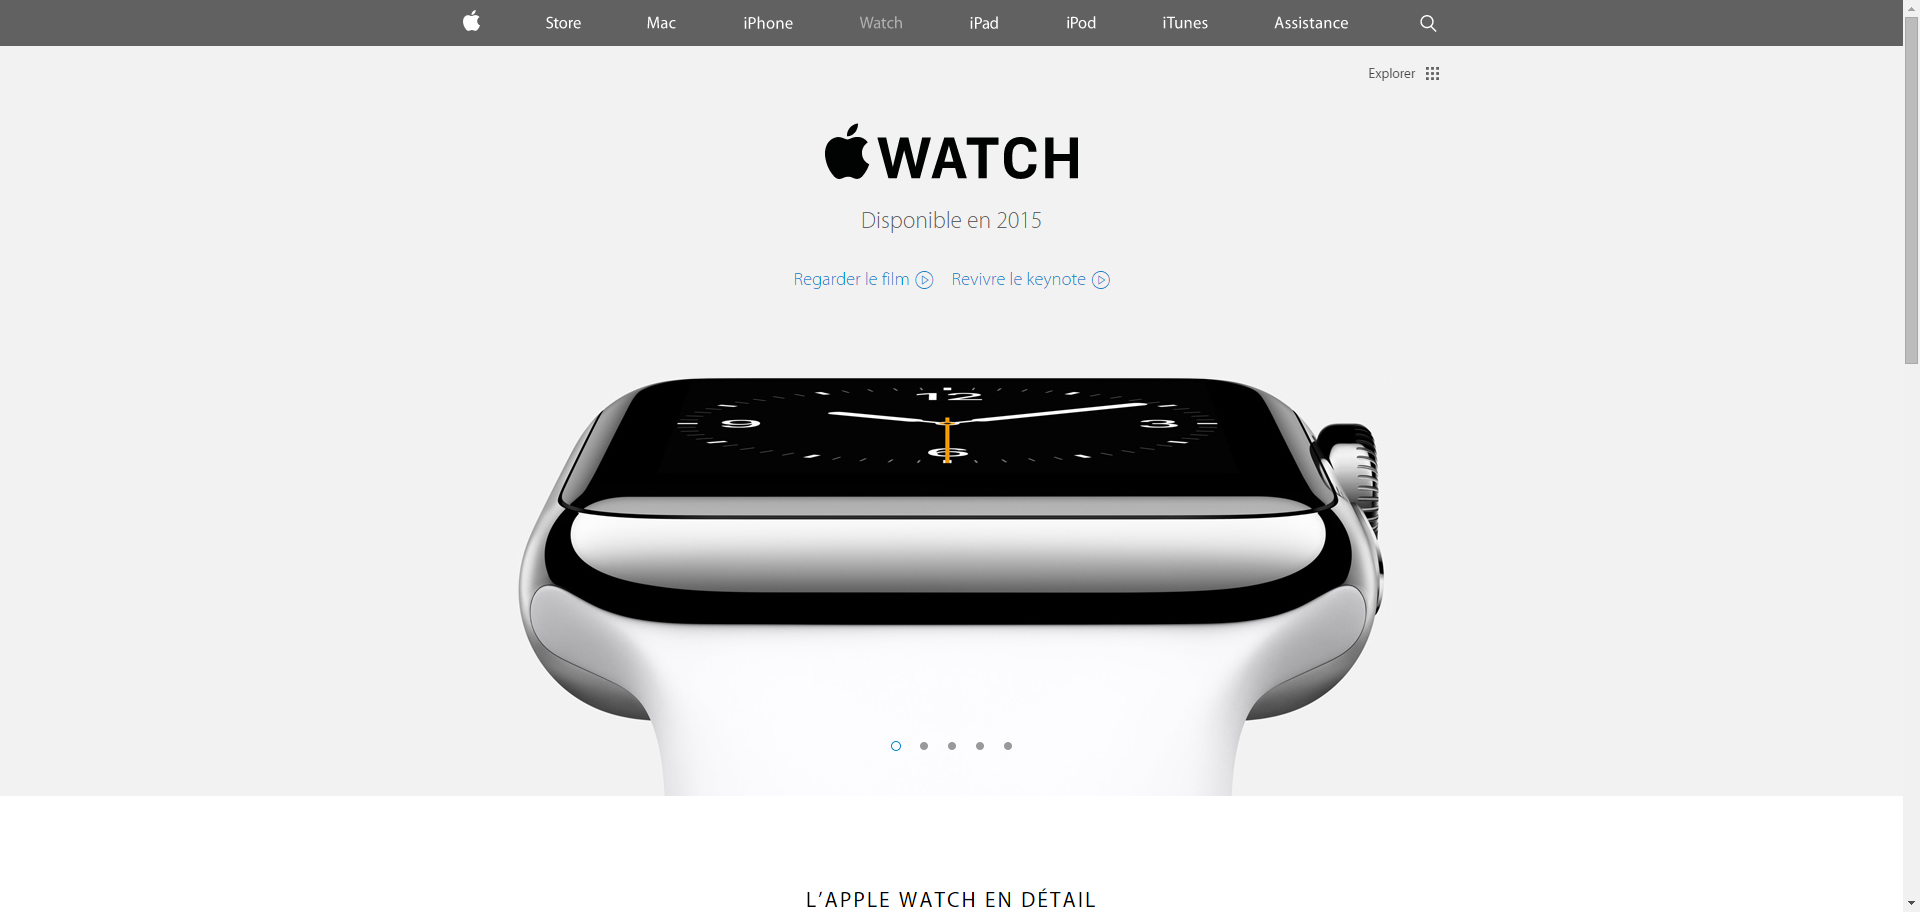 Store Mac iPhone Watch iPad iPod iTunes Assistance
Explorer
WATCH
Disponible en 2015
Regarder le film Revivre le keynote
12
9 3
6
L’APPLE WATCH EN DÉTAIL